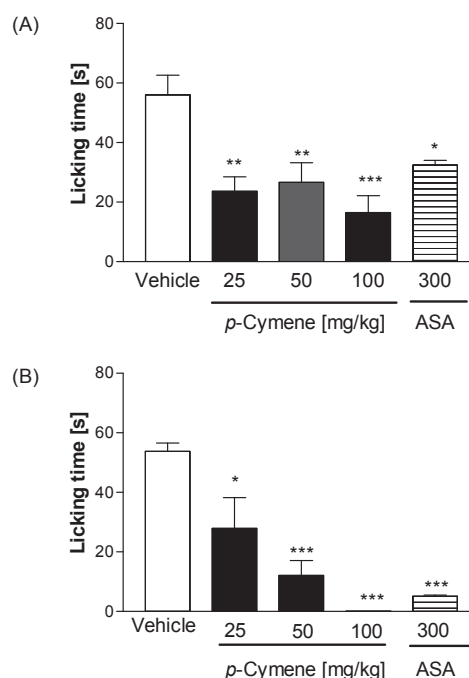 (A)
Licking time [s]
80
60
40
20
0
** ** *** *
Vehicle 25 50 100 300
p-Cymene [mg/kg] ASA
(B)
Licking time [s]
80
60
40
20
0
* *** *** ***
Vehicle 25 50 100 300
p-Cymene [mg/kg] ASA